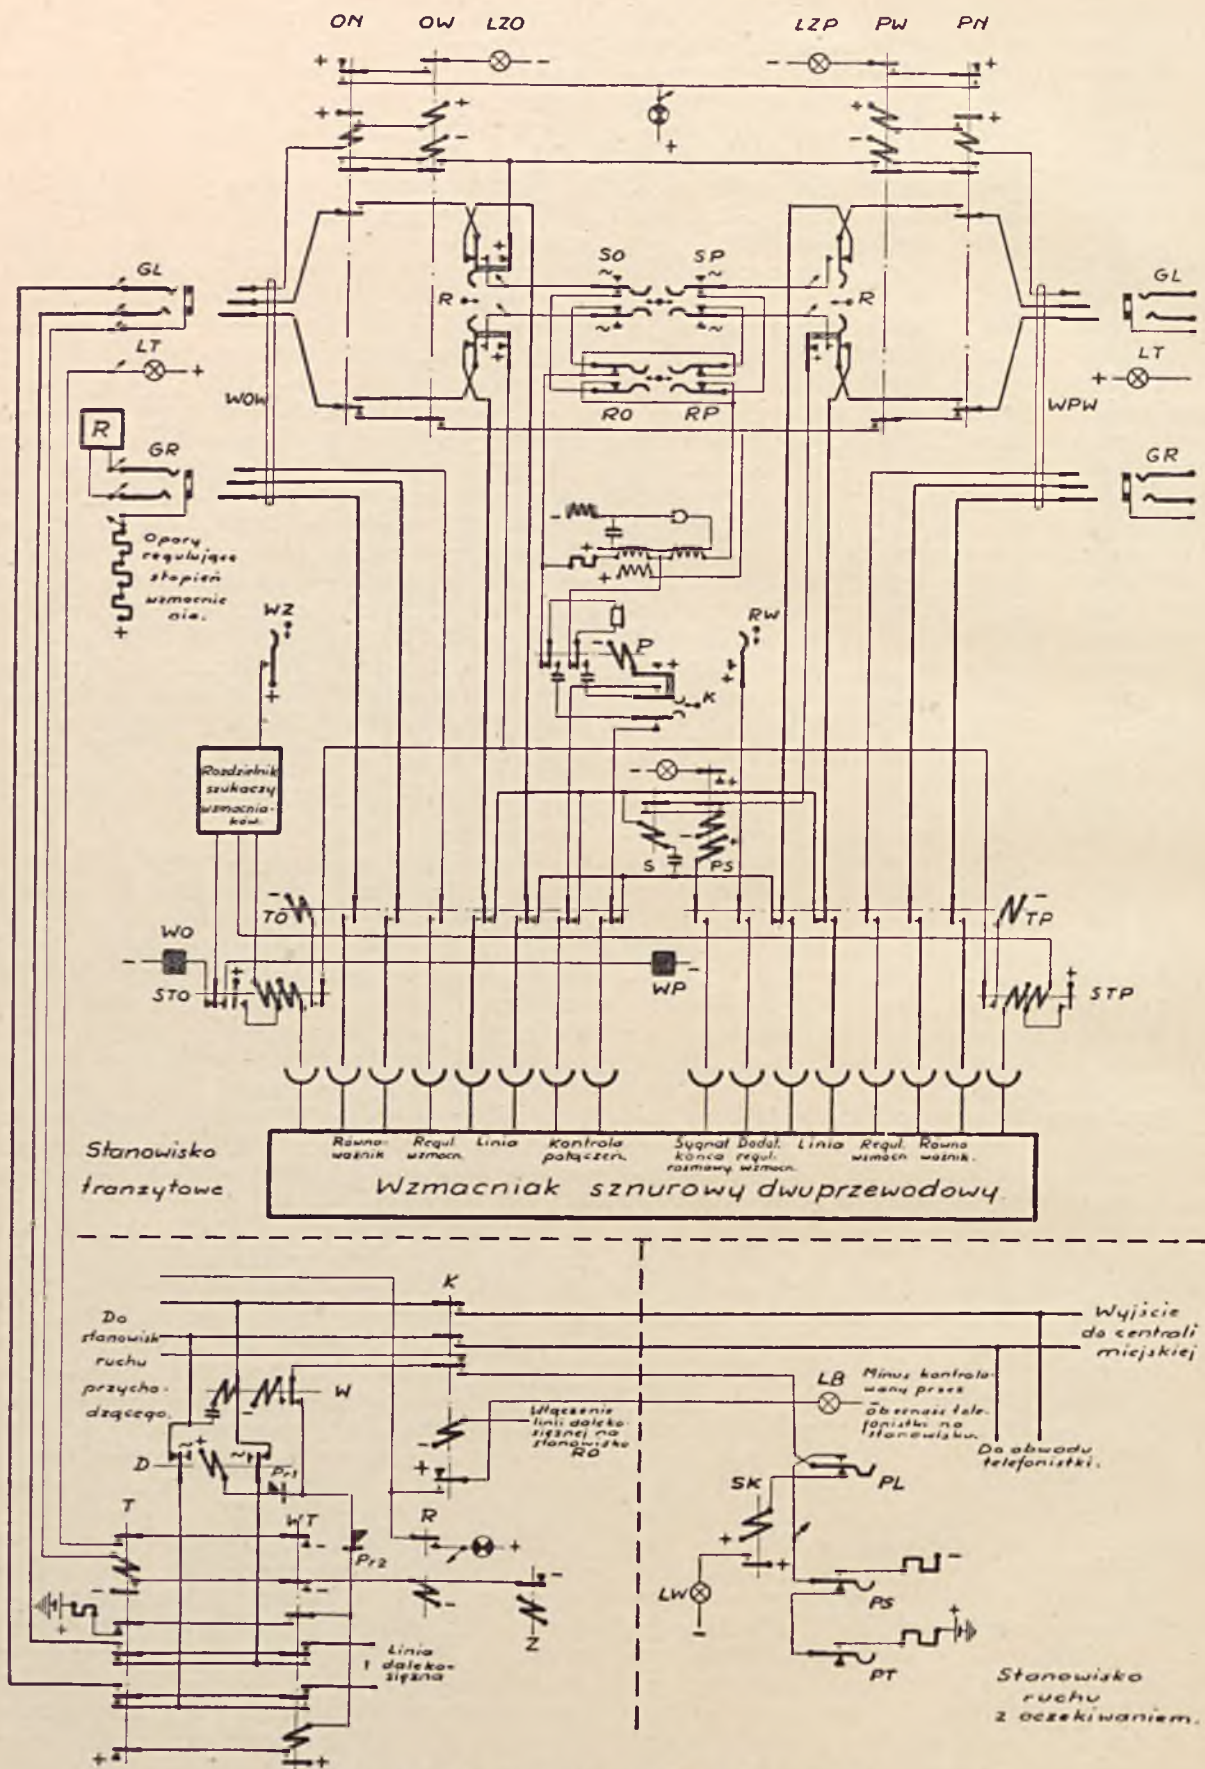 ON OW LZO LZP PW PN
GL
LT
WOW
R
GR
Opory
regulujące
stopień
wzmocnie
nia.
SO SP
R R
RO RP
GL
LT
WPW
GR
WZ
P
RW
K
Rozdzielnik
szukaczy
wzmacnia-
ków.
S PS
TO TP
WO WP
STO STP
Równo-
ważnik
Regul.
wzmocn.
Linia
Kontrola
połączeń.
Sygnał
końca
rozmowy
Dodat.
regul.
wzmocn.
Linia
Regul.
wzmocn
Równo
ważnik.
Wzmacniak sznurowy dwuprzewodowy
Stanowisko
tranzytowe
K
Do
stanowisk
ruchu
przycho-
dzącego.
W
D
Pr1
T
WT
Pr2
R
Z
Włączenie
linii daleko-
siężnej na
stanowisko
RO
Linia
daleko-
siężna
Wyjście
do centrali
miejskiej
LB
Minus kontrolo-
wany przez
obecność tele-
fonistki na
stanowisku.
Do obwodu
telefonistki.
SK
PL
LW
PS
PT
Stanowisko
ruchu
z oczekiwaniem.